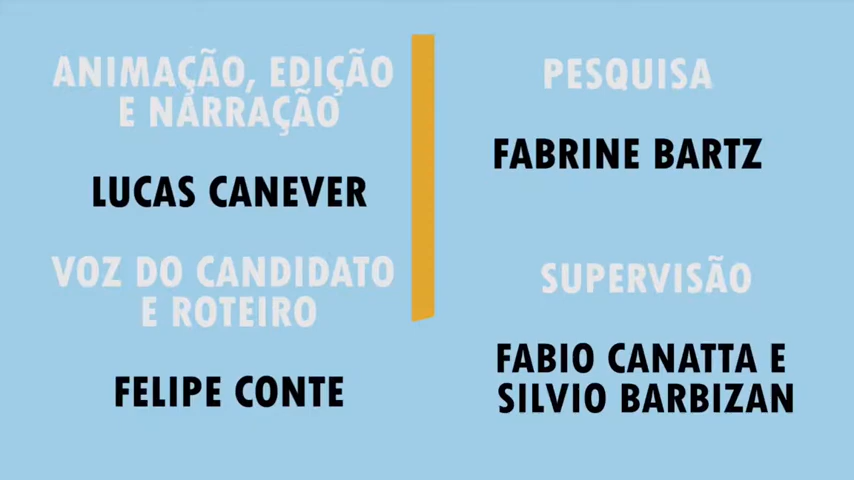 ANIMAÇÃO, EDIÇÃO
E NARRAÇÃO
LUCAS CANEVER
VOZ DO CANDIDATO
E ROTEIRO
FELIPE CONTE
PESQUISA
FABRINE BARTZ
SUPERVISÃO
FABIO CANATTA E
SILVIO BARBIZAN